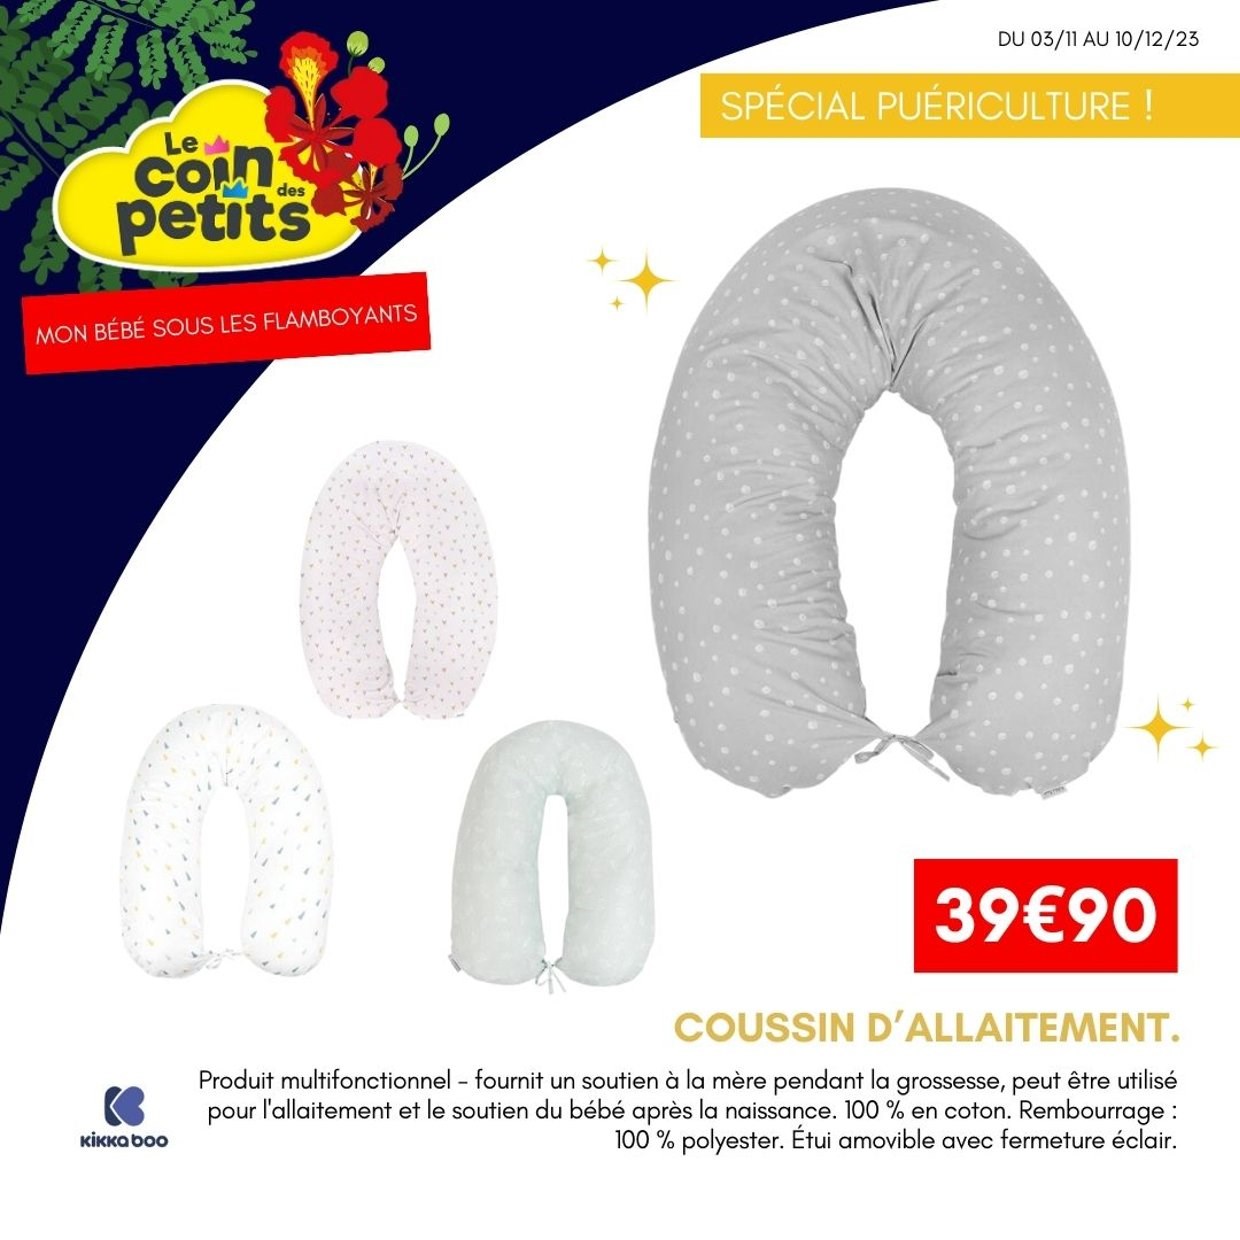 DU 03/11 AU 10/12/23
SPÉCIAL PUÉRICULTURE !
Le
coin
des
petits
MON BÉBÉ SOUS LES FLAMBOYANTS
39€90
COUSSIN D’ALLAITEMENT.
Produit multifonctionnel - fournit un soutien à la mère pendant la grossesse, peut être utilisé
pour l'allaitement et le soutien du bébé après la naissance. 100 % en coton. Rembourrage :
100 % polyester. Étui amovible avec fermeture éclair.
kikka boo